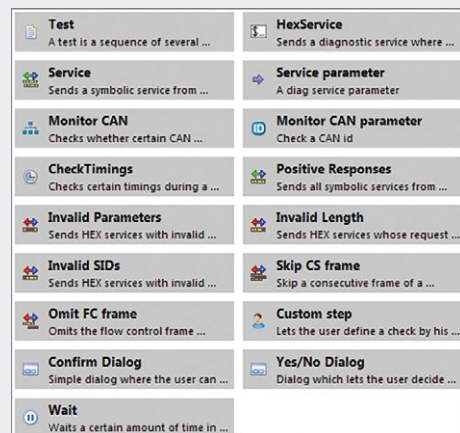 Test
A test is a sequence of several ...
HexService
Sends a diagnostic service where ...
Service
Sends a symbolic service from ...
Service parameter
A diag service parameter
Monitor CAN
Checks whether certain CAN ...
Monitor CAN parameter
Check a CAN id
CheckTimings
Checks certain timings during a ...
Positive Responses
Sends all symbolic services from ...
Invalid Parameters
Sends HEX services with invalid ...
Invalid Length
Sends HEX services whose request ...
Invalid SIDs
Sends HEX services with invalid ...
Skip CS frame
Skip a consecutive frame of a ...
Omit FC frame
Omits the flow control frame ...
Custom step
Lets the user define a check by his ...
Confirm Dialog
Simple dialog where the user can ...
Yes/No Dialog
Dialog which lets the user decide ...
Wait
Waits a certain amount of time in ...